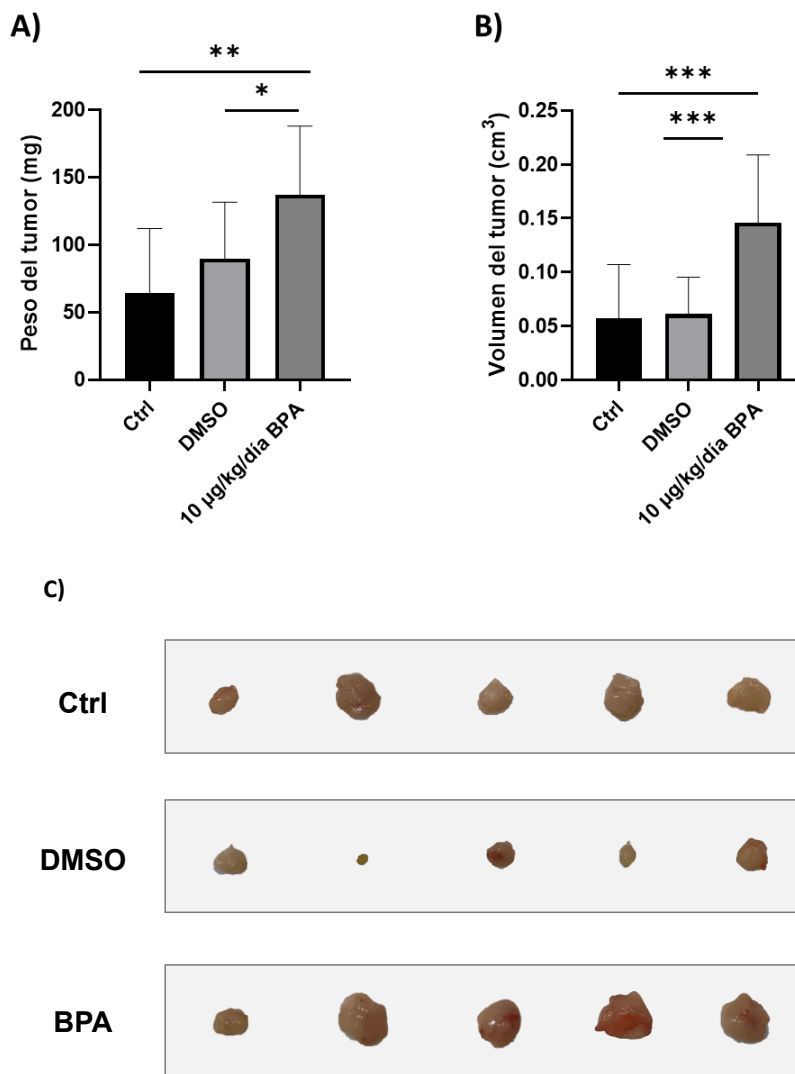 A)
**
*
200
150
100
50
0
Peso del tumor (mg)
Ctrl
DMSO
10 µg/kg/día BPA
B)
***
***
0.25
0.20
0.15
0.10
0.05
0.00
Volumen del tumor (cm³)
Ctrl
DMSO
10 µg/kg/día BPA
C)
Ctrl
DMSO
BPA